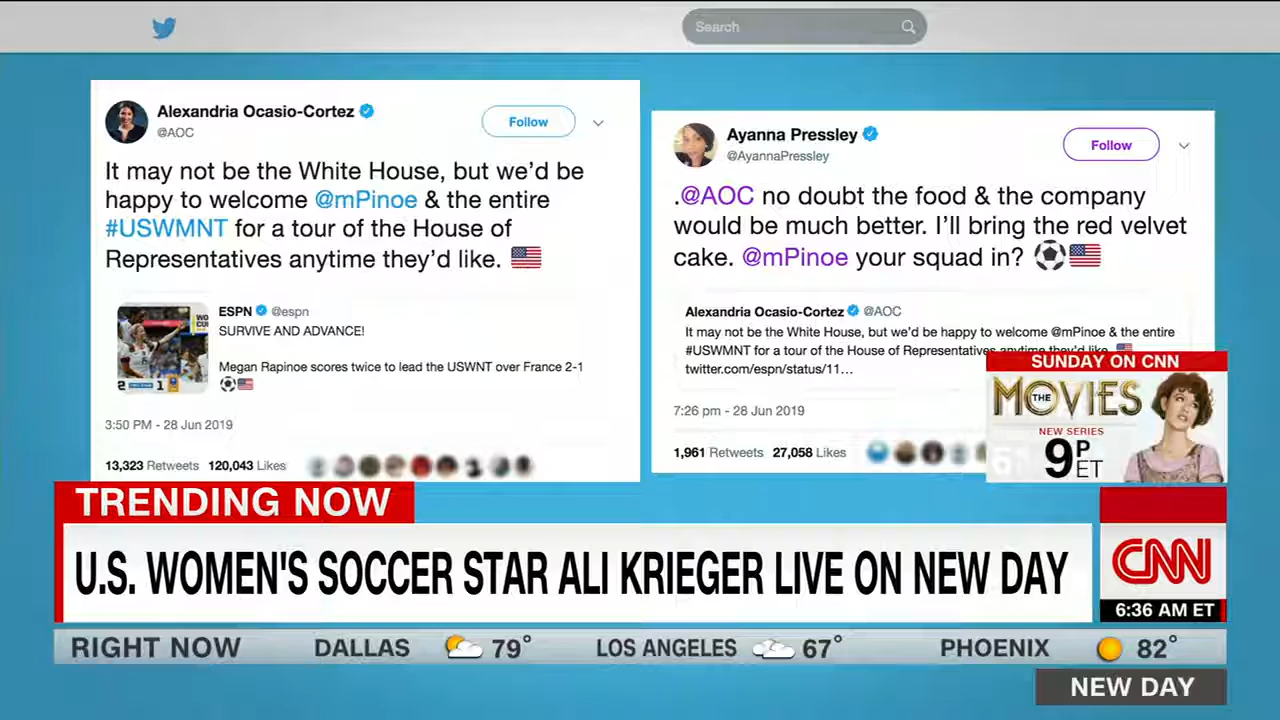 Search
Alexandria Ocasio-Cortez
@AOC
Follow
It may not be the White House, but we'd be
happy to welcome @mPinoe & the entire
#USWMNT for a tour of the House of
Representatives anytime they'd like.
ESPN @espn
SURVIVE AND ADVANCE!
Megan Rapinoe scores twice to lead the USWNT over France 2-1
2 1
3:50 PM - 28 Jun 2019
13,323 Retweets 120,043 Likes
Ayanna Pressley
@AyannaPressley
Follow
.@AOC no doubt the food & the company
would be much better. I'll bring the red velvet
cake. @mPinoe your squad in?
Alexandria Ocasio-Cortez @AOC
It may not be the White House, but we'd be happy to welcome @mPinoe & the entire
#USWMNT for a tour of the House of Representatives anytime they'd like.
twitter.com/espn/status/11...
7:26 pm - 28 Jun 2019
1,961 Retweets 27,058 Likes
SUNDAY ON CNN
THE MOVIES
NEW SERIES
9P ET
TRENDING NOW
U.S. WOMEN'S SOCCER STAR ALI KRIEGER LIVE ON NEW DAY
CNN
6:36 AM ET
RIGHT NOW DALLAS 79° LOS ANGELES 67° PHOENIX 82°
NEW DAY